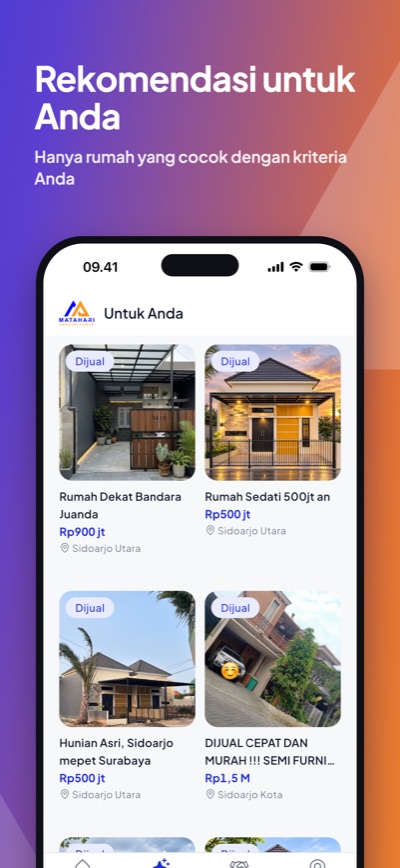 Rekomendasi untuk
Anda
Hanya rumah yang cocok dengan kriteria
Anda
09.41
MATAHARI
Untuk Anda
Dijual
Dijual
Rumah Dekat Bandara
Juanda
Rp900 jt
Sidoarjo Utara
Rumah Sedati 500jt an
Rp500 jt
Sidoarjo Utara
Dijual
Dijual
Hunian Asri, Sidoarjo
mepet Surabaya
Rp500 jt
Sidoarjo Utara
DIJUAL CEPAT DAN
MURAH !!! SEMI FURNI...
Rp1,5 M
Sidoarjo Kota